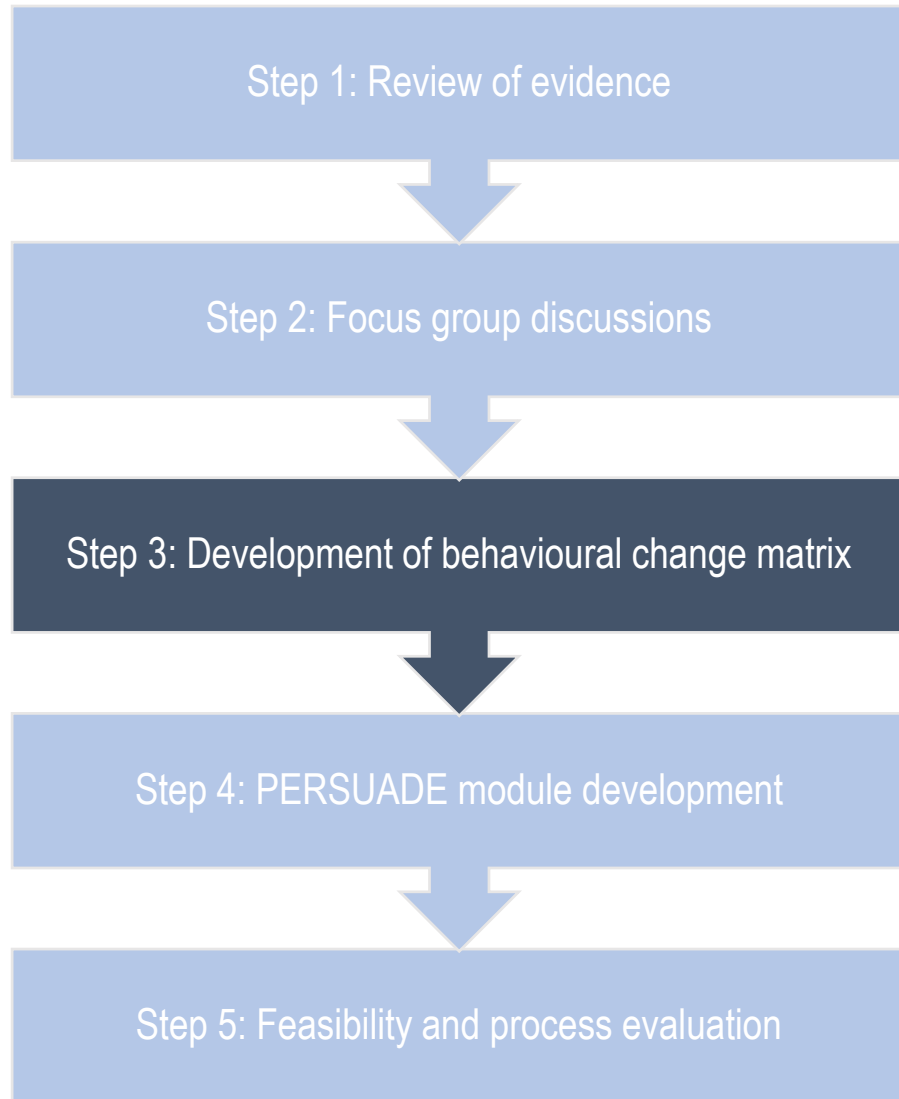 Step 1: Review of evidence
Step 2: Focus group discussions
Step 3: Development of behavioural change matrix
Step 4: PERSUADE module development
Step 5: Feasibility and process evaluation